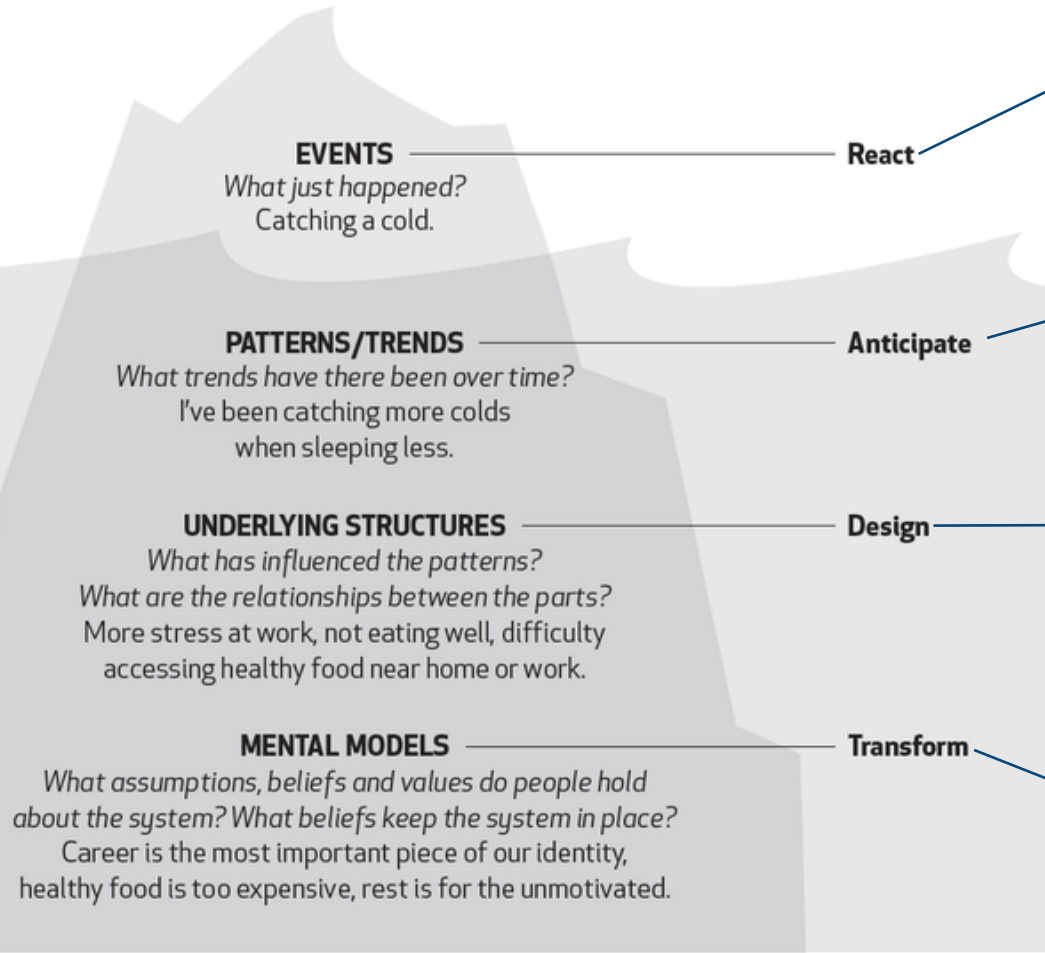 EVENTS
React
What just happened?
Catching a cold.
PATTERNS/TRENDS
Anticipate
What trends have there been over time?
I've been catching more colds
when sleeping less.
UNDERLYING STRUCTURES
Design
What has influenced the patterns?
What are the relationships between the parts?
More stress at work, not eating well, difficulty
accessing healthy food near home or work.
MENTAL MODELS
Transform
What assumptions, beliefs and values do people hold
about the system? What beliefs keep the system in place?
Career is the most important piece of our identity,
healthy food is too expensive, rest is for the unmotivated.